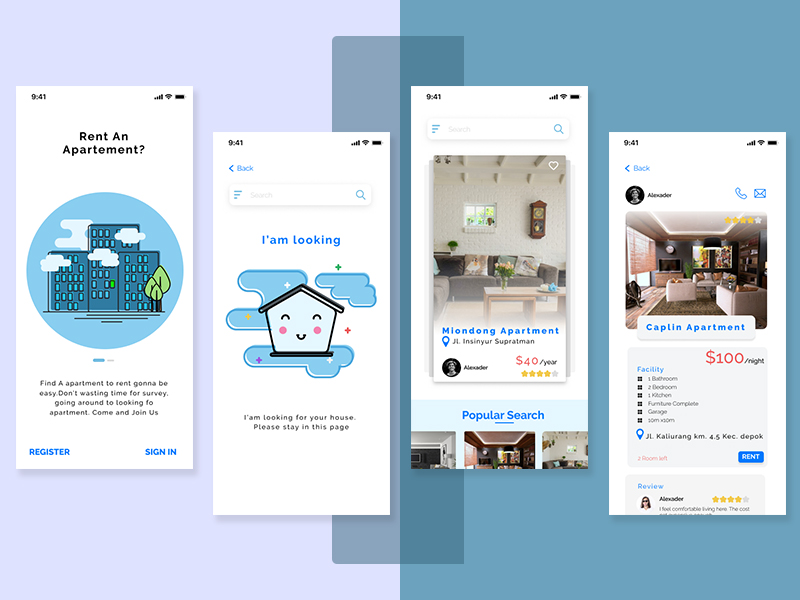 9:41
Rent An
Apartement?
Find A apartment to rent gonna be
easy.Don't wasting time for survey.
going around to looking fo
apartment. Come and Join Us
REGISTER
SIGN IN
9:41
Back
Search
I'am looking
I'am looking for your house.
Please stay in this page
9:41
Search
Miondong Apartment
Jl. Insinyur Supratman
Alexader
$40/year
Popular Search
9:41
Back
Alexader
Caplin Apartment
$100/night
Facility
1 Bathroom
2 Bedroom
1 Kitchen
Furniture Complete
Garage
10m x10m
Jl. Kaliurang km. 4,5 Kec. depok
2 Room left
RENT
Review
Alexader
I feel comfortable living here. The cost